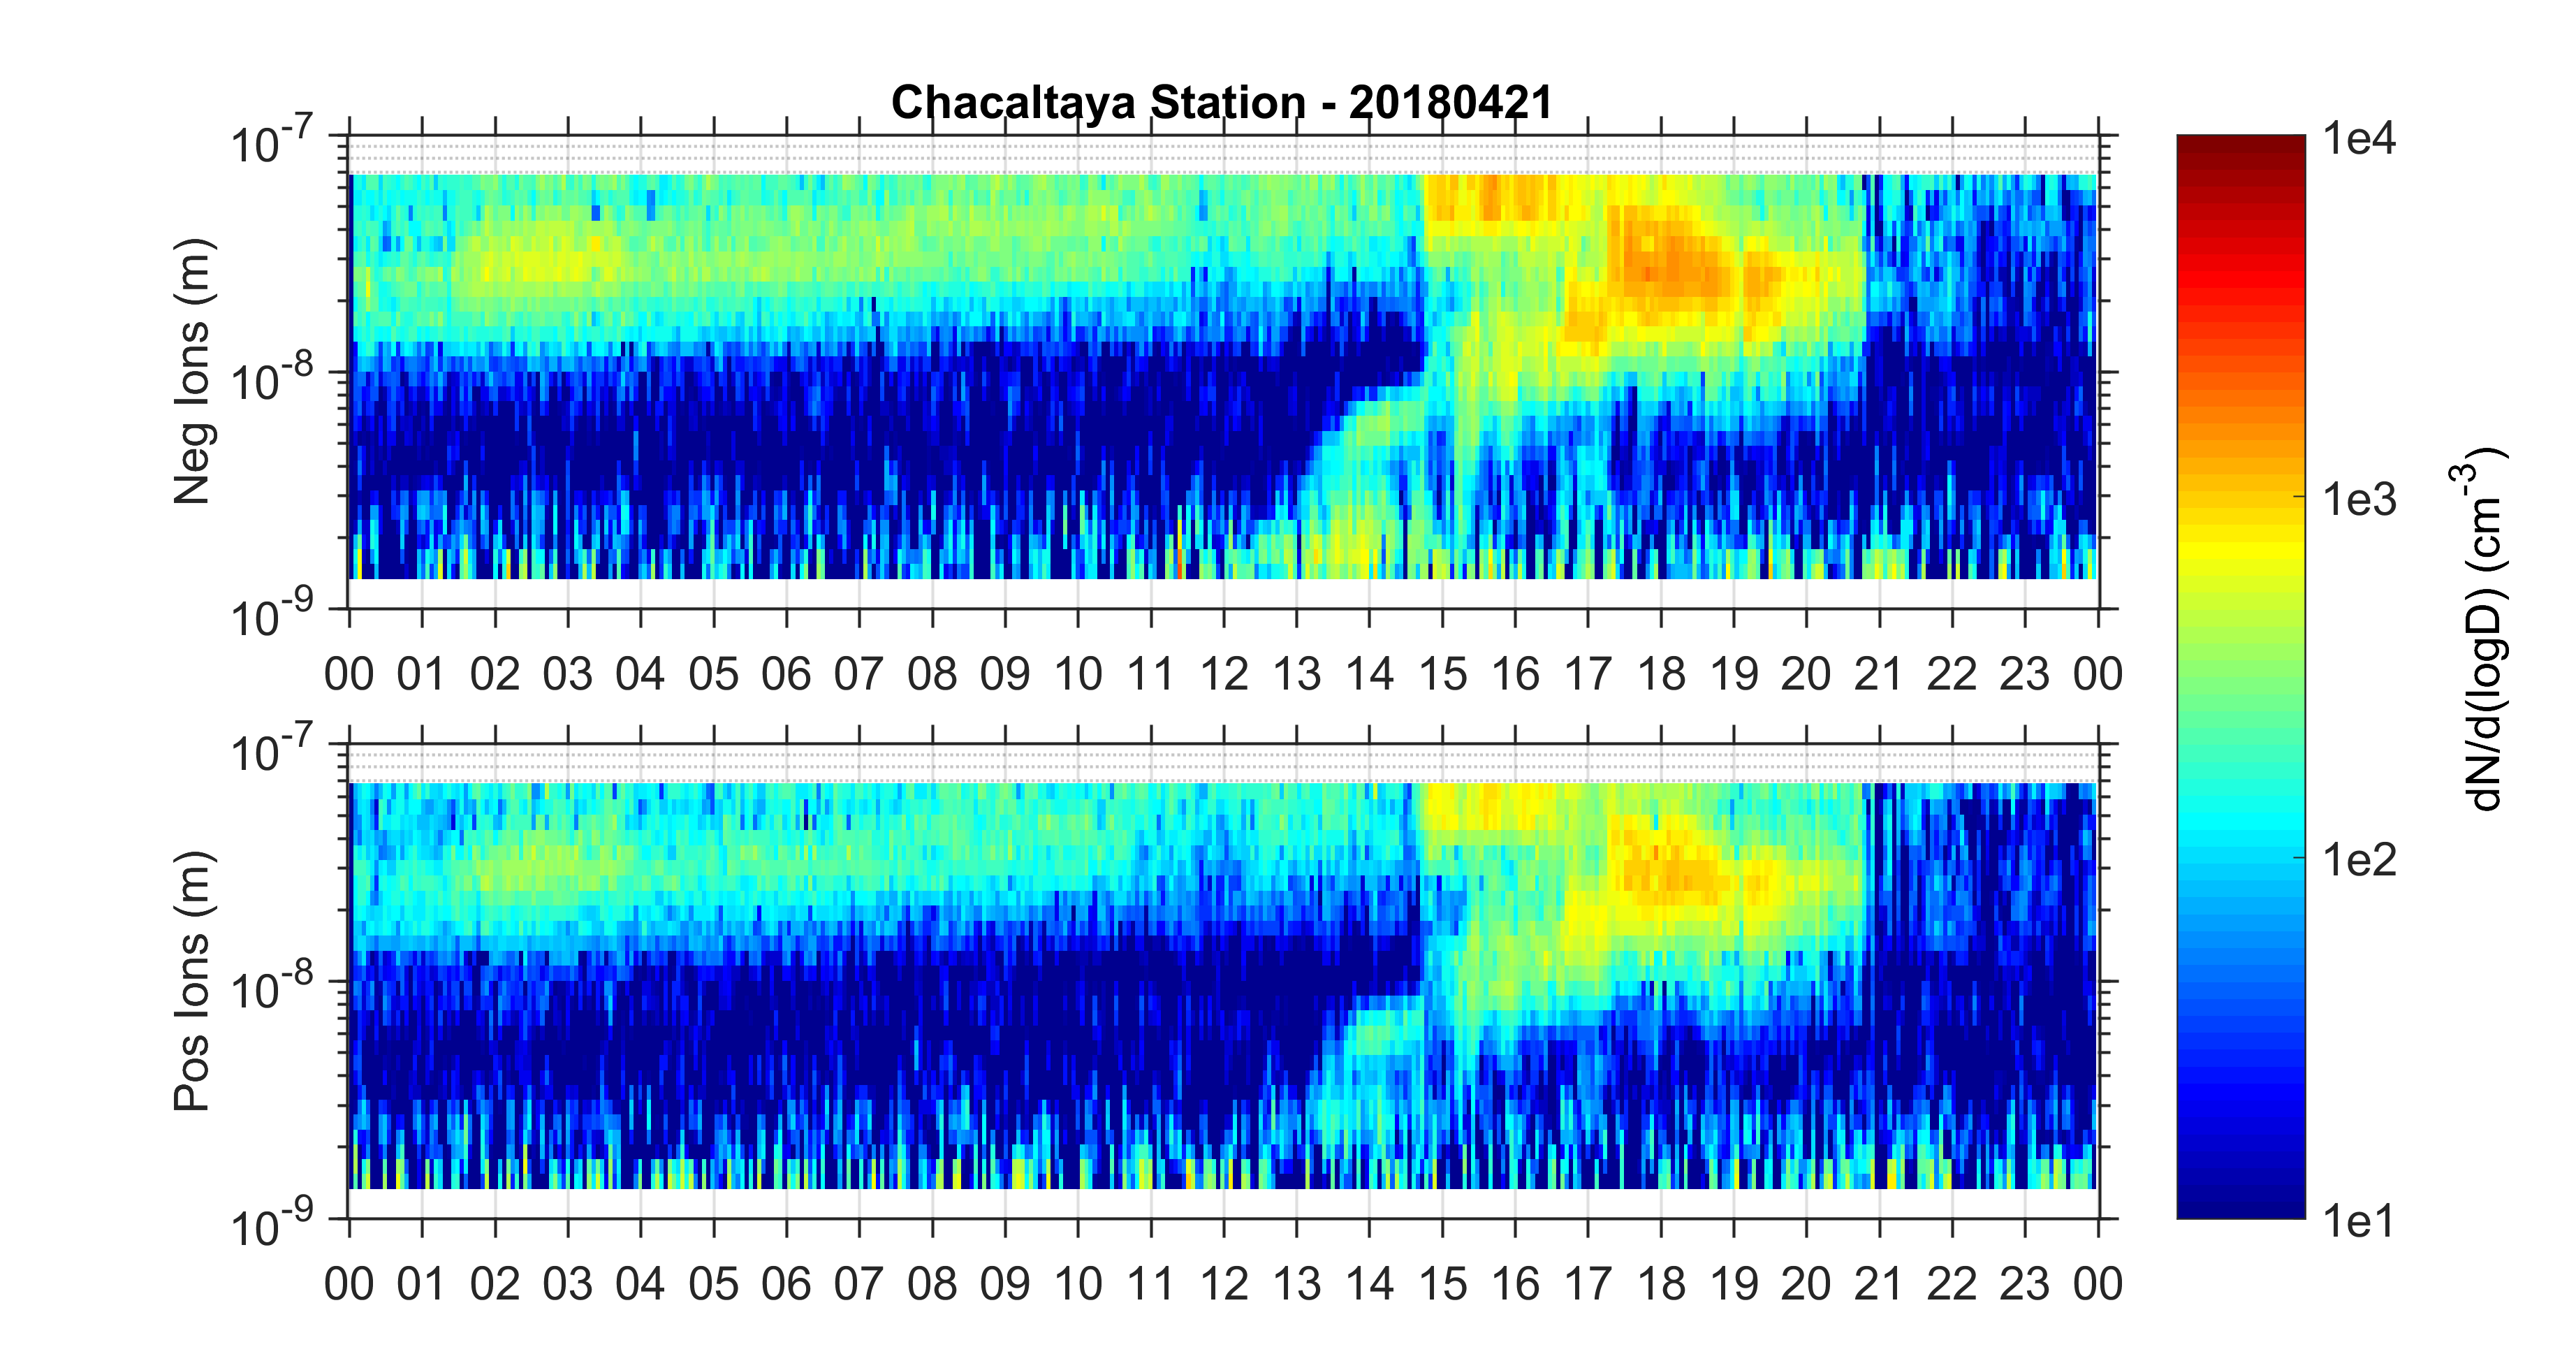 Chacaltaya Station - 20180421
10-7
10-8
10-9
Neg Ions (m)
00 01 02 03 04 05 06 07 08 09 10 11 12 13 14 15 16 17 18 19 20 21 22 23 00
10-7
10-8
10-9
Pos Ions (m)
00 01 02 03 04 05 06 07 08 09 10 11 12 13 14 15 16 17 18 19 20 21 22 23 00
1e4
1e3
1e2
1e1
dN/d(logD) (cm-3)